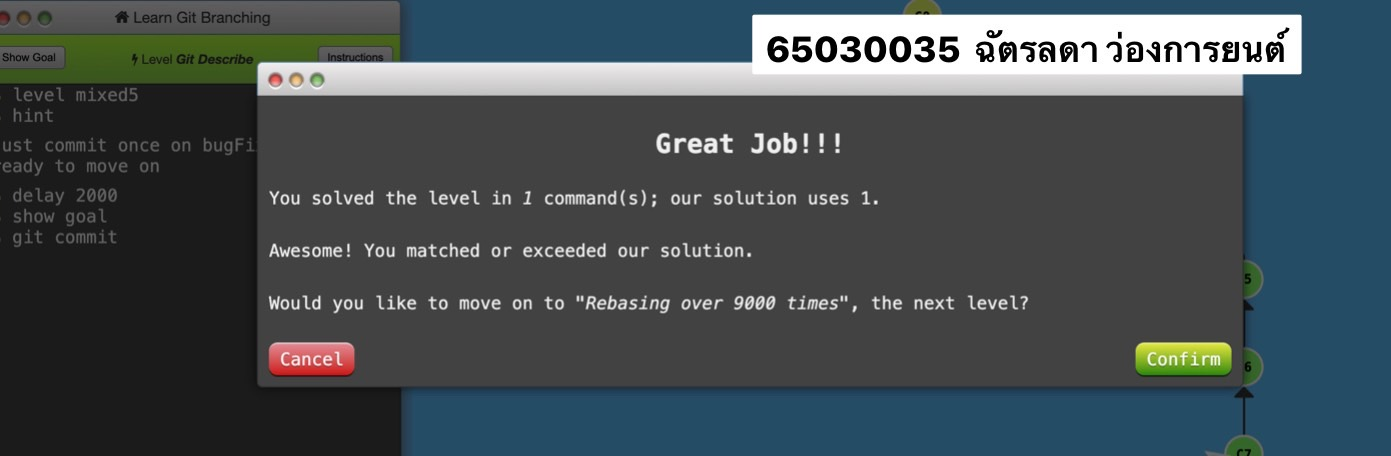 Learn Git Branching
65030035 ฉัตรลดา ว่องการยนต์
Show Goal
Level Git Describe
Instructions
level mixed5
hint
ust commit once on bugFi
ready to move on
delay 2000
show goal
git commit
Great Job!!!
You solved the level in 1 command(s); our solution uses 1.
Awesome! You matched or exceeded our solution.
Would you like to move on to "Rebasing over 9000 times", the next level?
Cancel
Confirm
5
6
C7